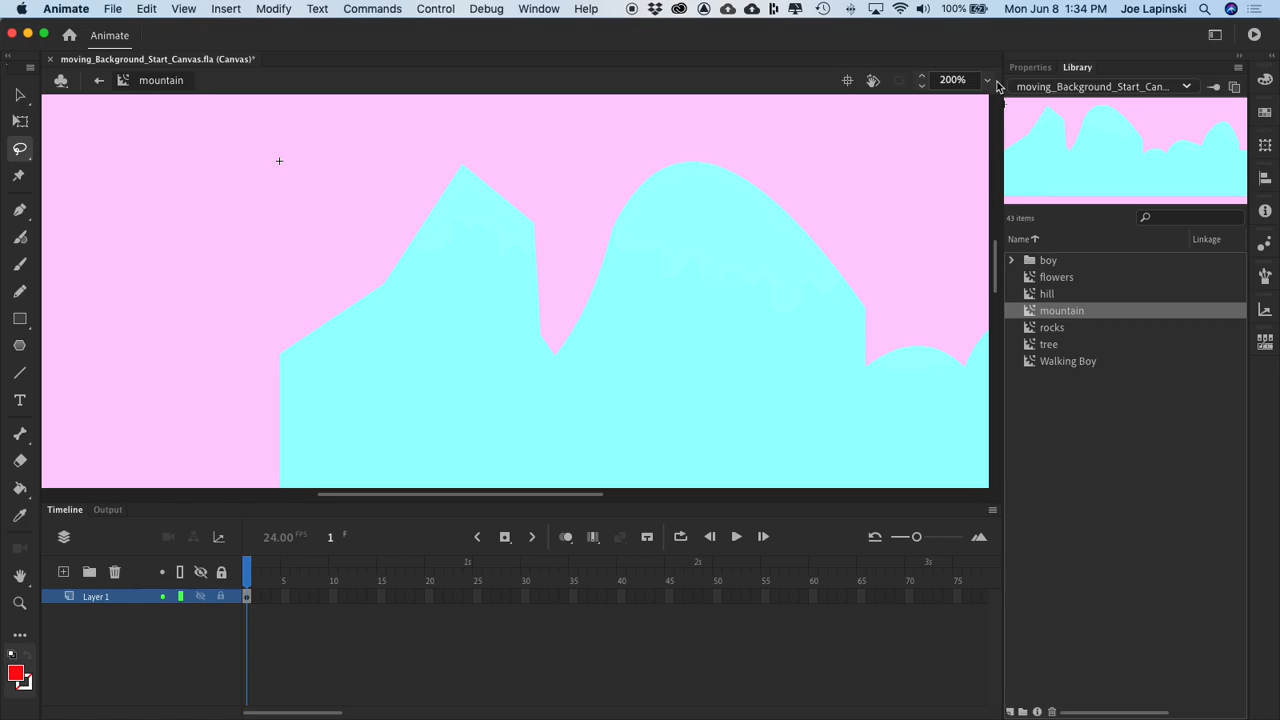 Animate File Edit View Insert Modify Text Commands Control Debug Window Help 100% Mon Jun 8 1:34 PM Joe Lapinski
Animate
moving_Background_Start_Canvas.fla (Canvas)*
mountain
200%
Properties Library
moving_Background_Start_Can...
43 items
Name Linkage
boy
flowers
hill
mountain
rocks
tree
Walking Boy
T
Timeline Output
24.00 FPS 1 F
1s 2s 3s
5 10 15 20 25 30 35 40 45 50 55 60 65 70 75
Layer 1